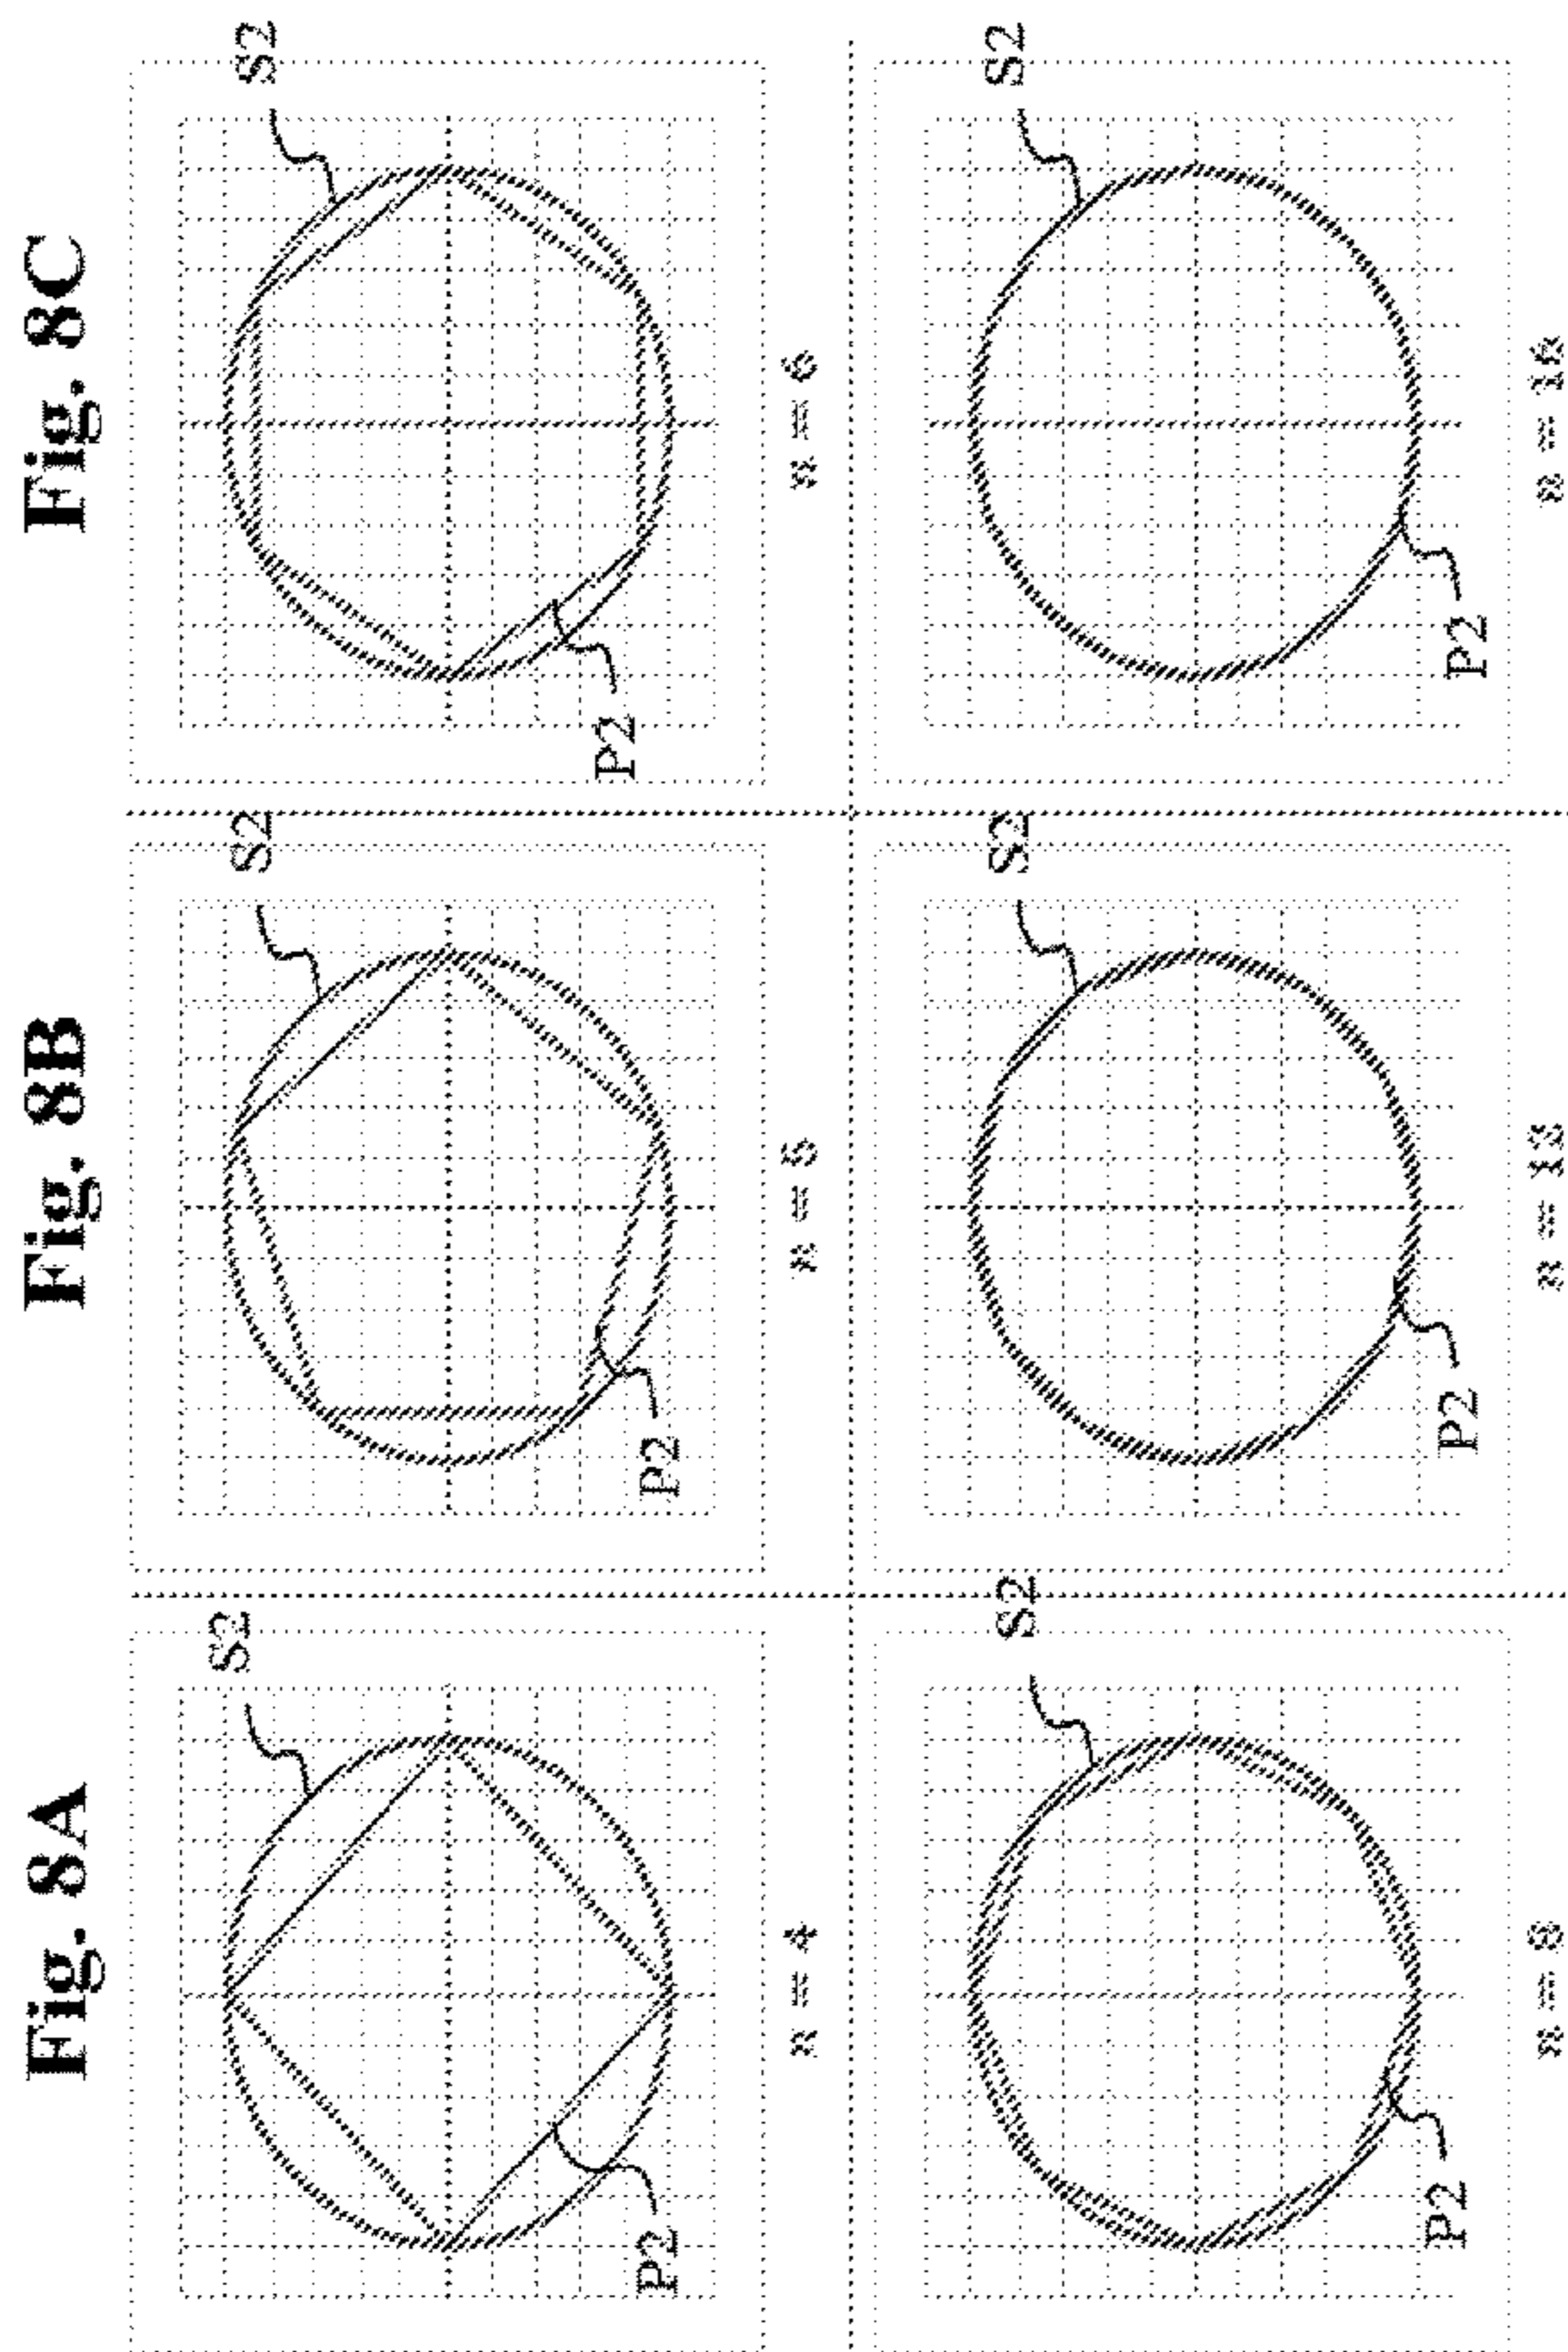 Fig. 8A
Fig. 8B
Fig. 8C
S2
S2
S2
P2
P2
P2
n = 4
n = 5
n = 6
S2
S2
S2
P2
P2
P2
n = 8
n = 12
n = 16